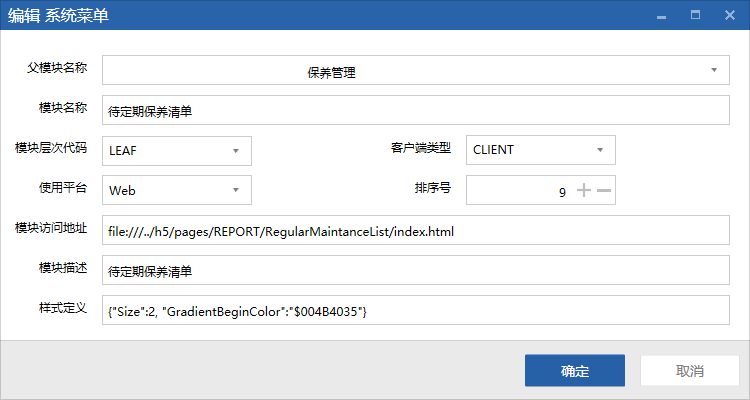 编辑 系统菜单
父模块名称 保养管理
模块名称 待定期保养清单
模块层次代码 LEAF 客户端类型 CLIENT
使用平台 Web 排序号 9
模块访问地址 file:///../h5/pages/REPORT/RegularMaintanceList/index.html
模块描述 待定期保养清单
样式定义 {"Size":2, "GradientBeginColor":"$004B4035"}
确定 取消